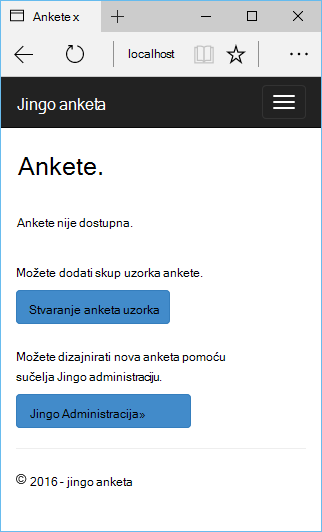 Ankete x
localhost
Jingo anketa
Ankete.
Ankete nije dostupna.
Možete dodati skup uzorka ankete.
Stvaranje anketa uzorka
Možete dizajnirati nova anketa pomoću
sučelja Jingo administraciju.
Jingo Administracija»
© 2016 - jingo anketa